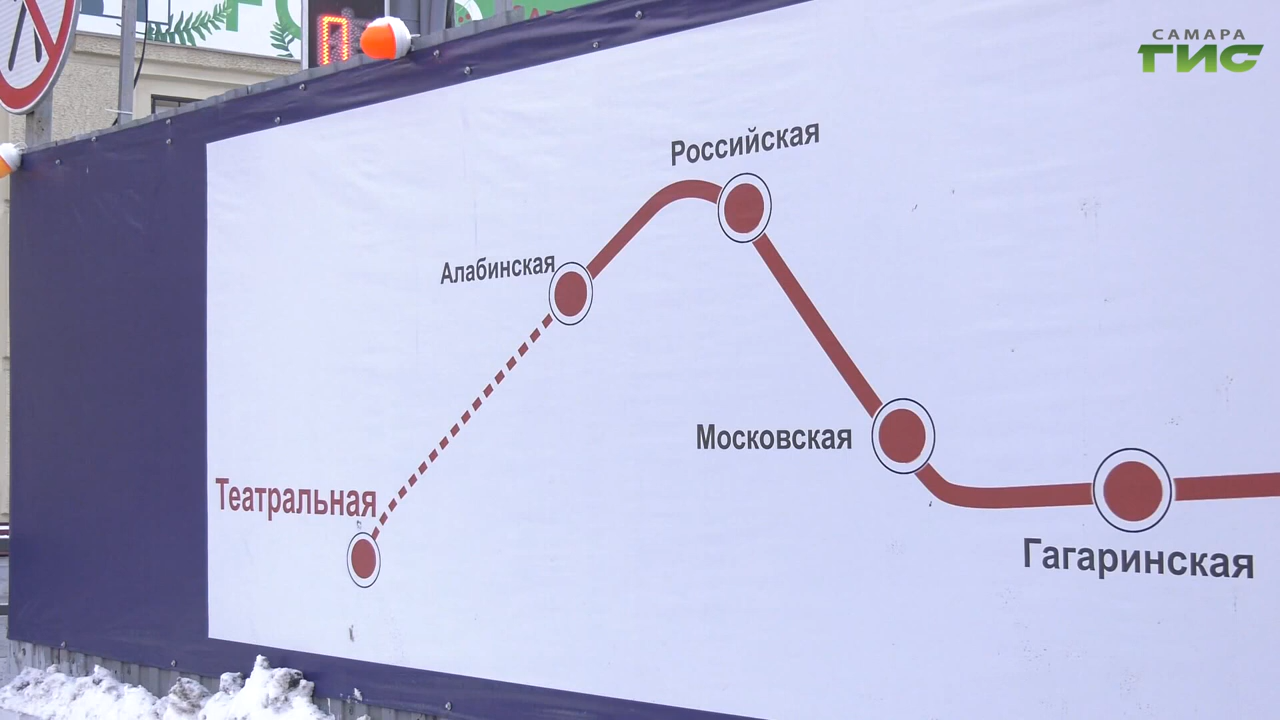 САМАРА
ГИС
Российская
Алабинская
Московская
Театральная
Гагаринская